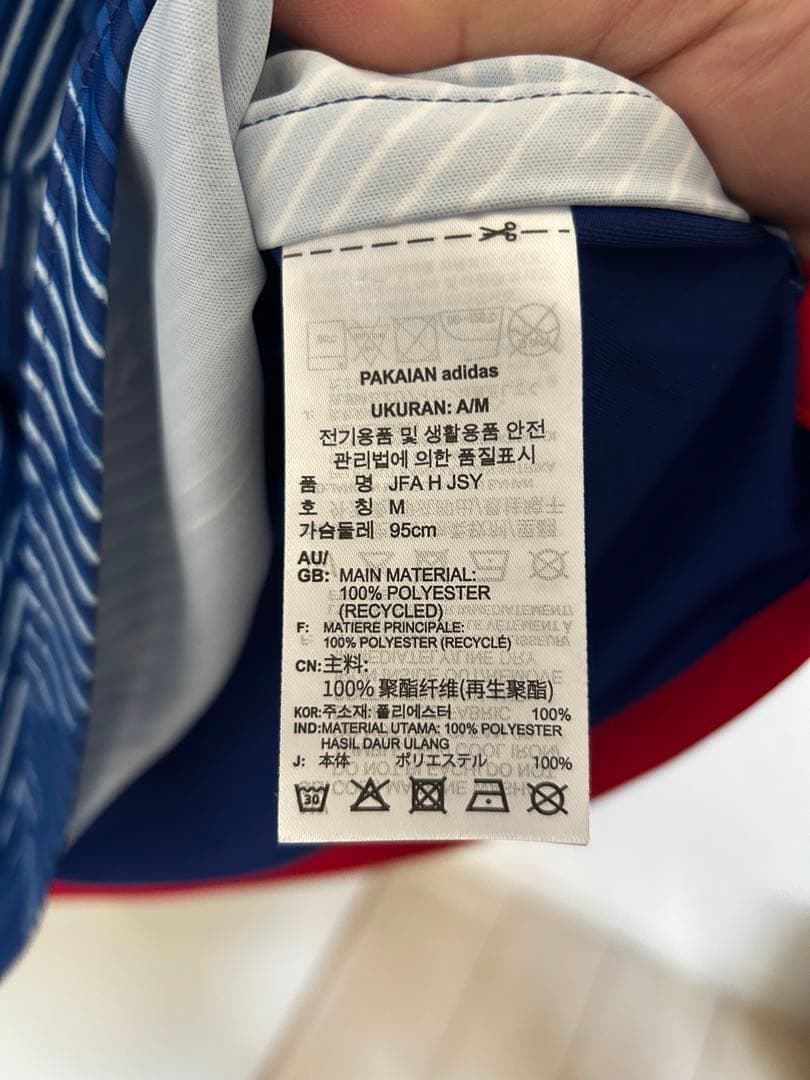 PAKAIAN adidas
UKURAN: A/M
전기용품 및 생활용품 안전
관리법에 의한 품질표시
품 명 JFA H JSY
호 칭 M
가슴둘레 95cm
AU/
GB: MAIN MATERIAL:
100% POLYESTER
(RECYCLED)
F: MATIERE PRINCIPALE:
100% POLYESTER (RECYCLÉ)
CN:主料:
100% 聚酯纤维(再生聚酯)
KOR:주소재: 폴리에스터 100%
IND:MATERIAL UTAMA: 100% POLYESTER
HASIL DAUR ULANG
J: 本体 ポリエステル 100%
30